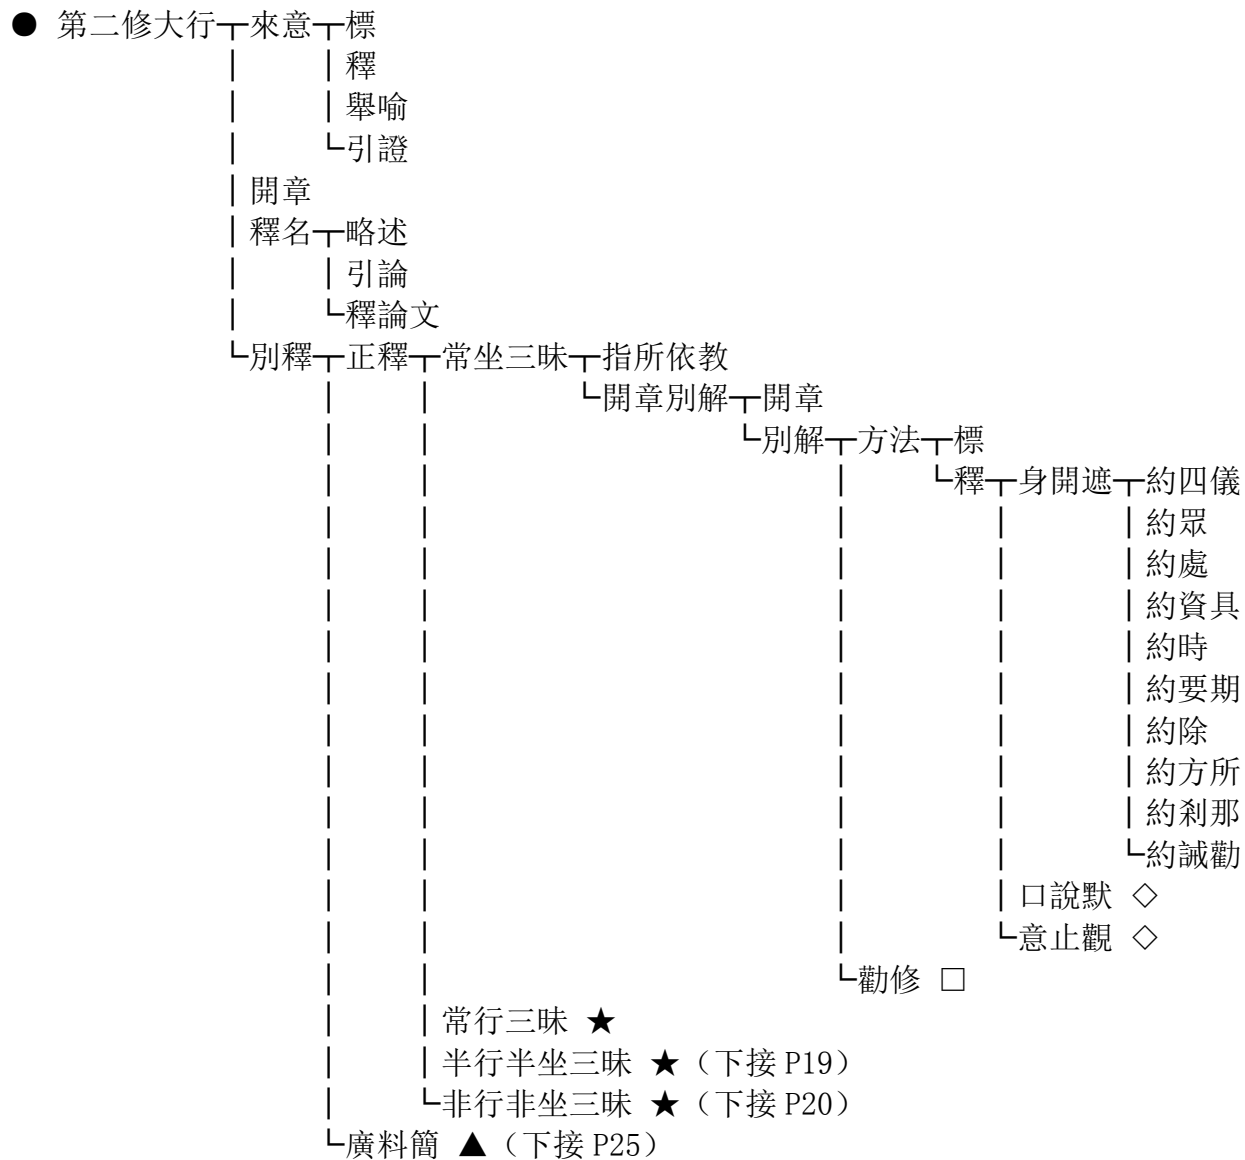 ● 第二修大行┬來意┬標
│ │釋
│ │舉喻
│ └引證
│開章
│釋名┬略述
│ │引論
│ └釋論文
└別釋┬正釋┬常坐三昧┬指所依教
│ │ └開章別解┬開章
│ │ └別解┬方法┬標
│ │ │ └釋┬身開遮┬約四儀
│ │ │ │ │約眾
│ │ │ │ │約處
│ │ │ │ │約資具
│ │ │ │ │約時
│ │ │ │ │約要期
│ │ │ │ │約除
│ │ │ │ │約方所
│ │ │ │ │約剎那
│ │ │ │ └約誡勸
│ │ │ │口說默 ◇
│ │ │ └意止觀 ◇
│ │ └勸修 □
│ │常行三昧 ★
│ │半行半坐三昧 ★（下接 P19）
│ └非行非坐三昧 ★（下接 P20）
└廣料簡 ▲（下接 P25）